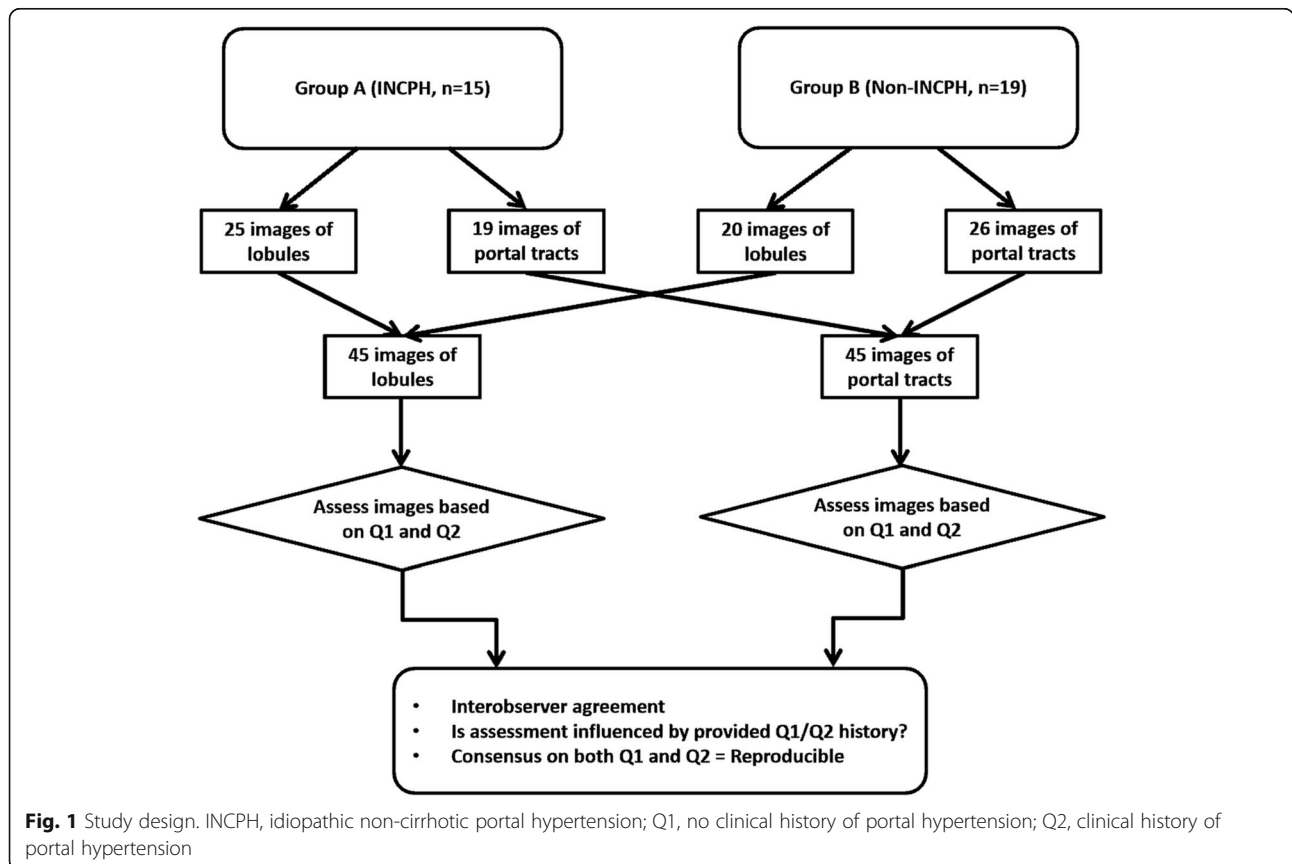 Group A (INCPH, n=15)
Group B (Non-INCPH, n=19)
25 images of
lobules
19 images of
portal tracts
20 images of
lobules
26 images of
portal tracts
45 images of
lobules
45 images of
portal tracts
Assess images based
on Q1 and Q2
Assess images based
on Q1 and Q2
• Interobserver agreement
• Is assessment influenced by provided Q1/Q2 history?
• Consensus on both Q1 and Q2 = Reproducible
Fig. 1 Study design. INCPH, idiopathic non-cirrhotic portal hypertension; Q1, no clinical history of portal hypertension; Q2, clinical history of
portal hypertension